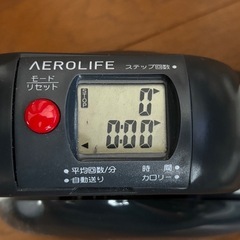 AEROLIFE ステップ回数
モード
リセット
STOP
0
0:00
•平均回数/分 時間•
•自動送り カロリー•